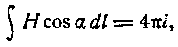 ∫ H cos α dl = 4πi,